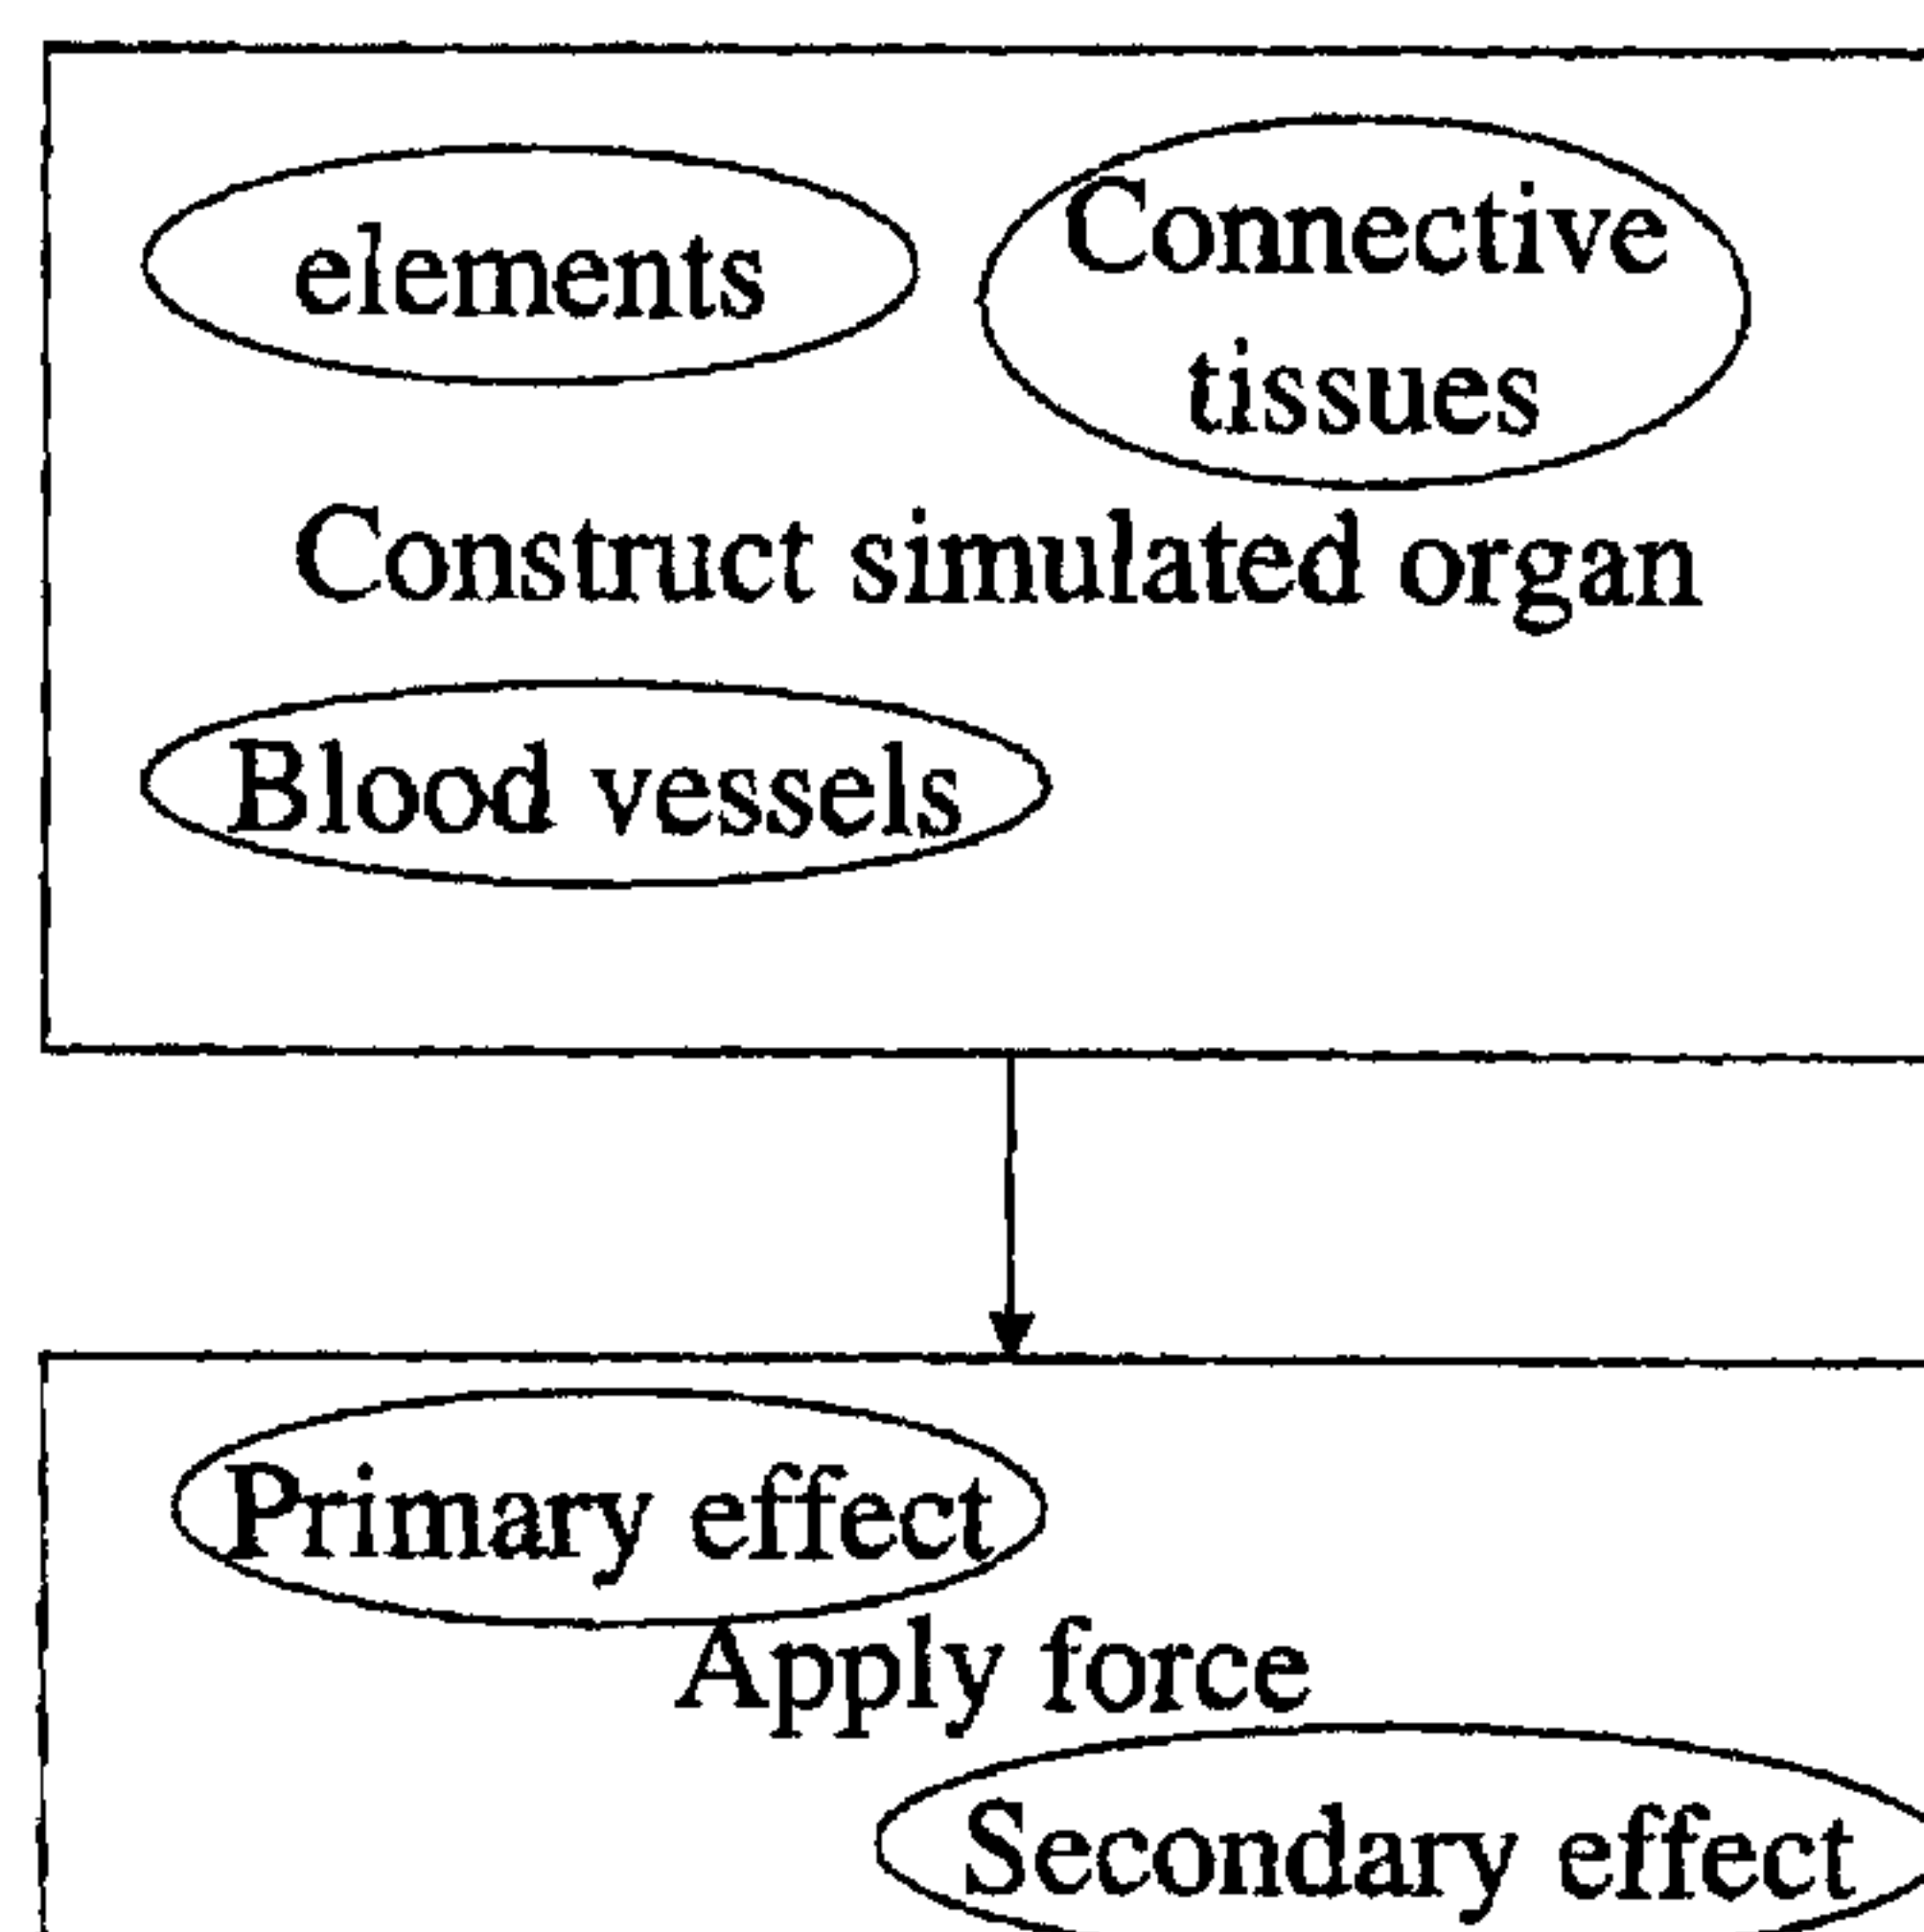 elements
Connective
tissues
Construct simulated organ
Blood vessels
Primary effect
Apply force
Secondary effect